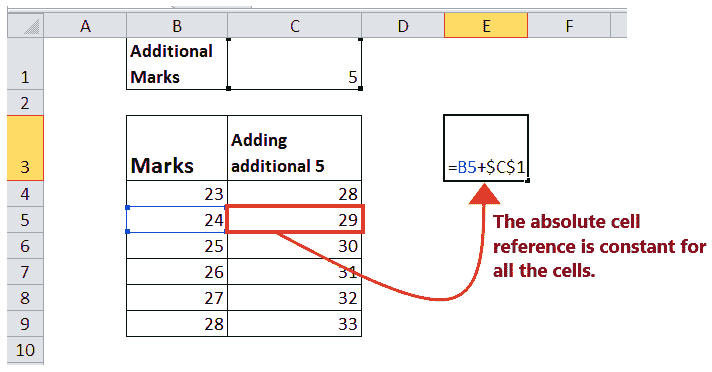 A B C D E F
Additional
Marks
1 5
2
Marks Adding
additional 5
3 =B5+$C$1
4 23 28
5 24 29
6 25 30
7 26 31
8 27 32
9 28 33
10
The absolute cell
reference is constant for
all the cells.